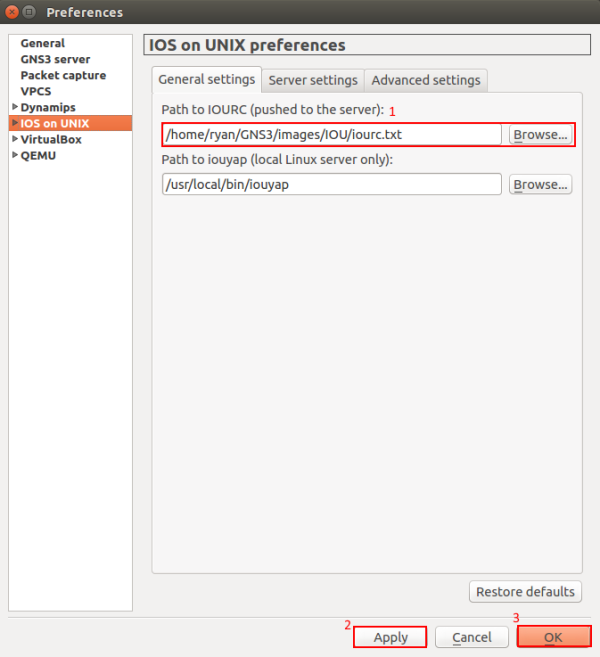 Preferences
General
GNS3 server
Packet capture
VPCS
Dynamips
IOS on UNIX
VirtualBox
QEMU
IOS on UNIX preferences
General settings Server settings Advanced settings
Path to IOURC (pushed to the server): 1
/home/ryan/GNS3/images/IOU/iourc.txt Browse...
Path to iouyap (local Linux server only):
/usr/local/bin/iouyap Browse...
Restore defaults
2 Apply Cancel 3 OK